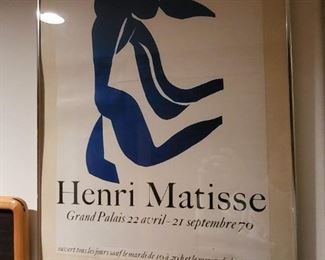 Henri Matisse
Grand Palais 22 avril - 21 septembre 70
ouvert tous les jours sauf le mardi de 10 à 20 h et le